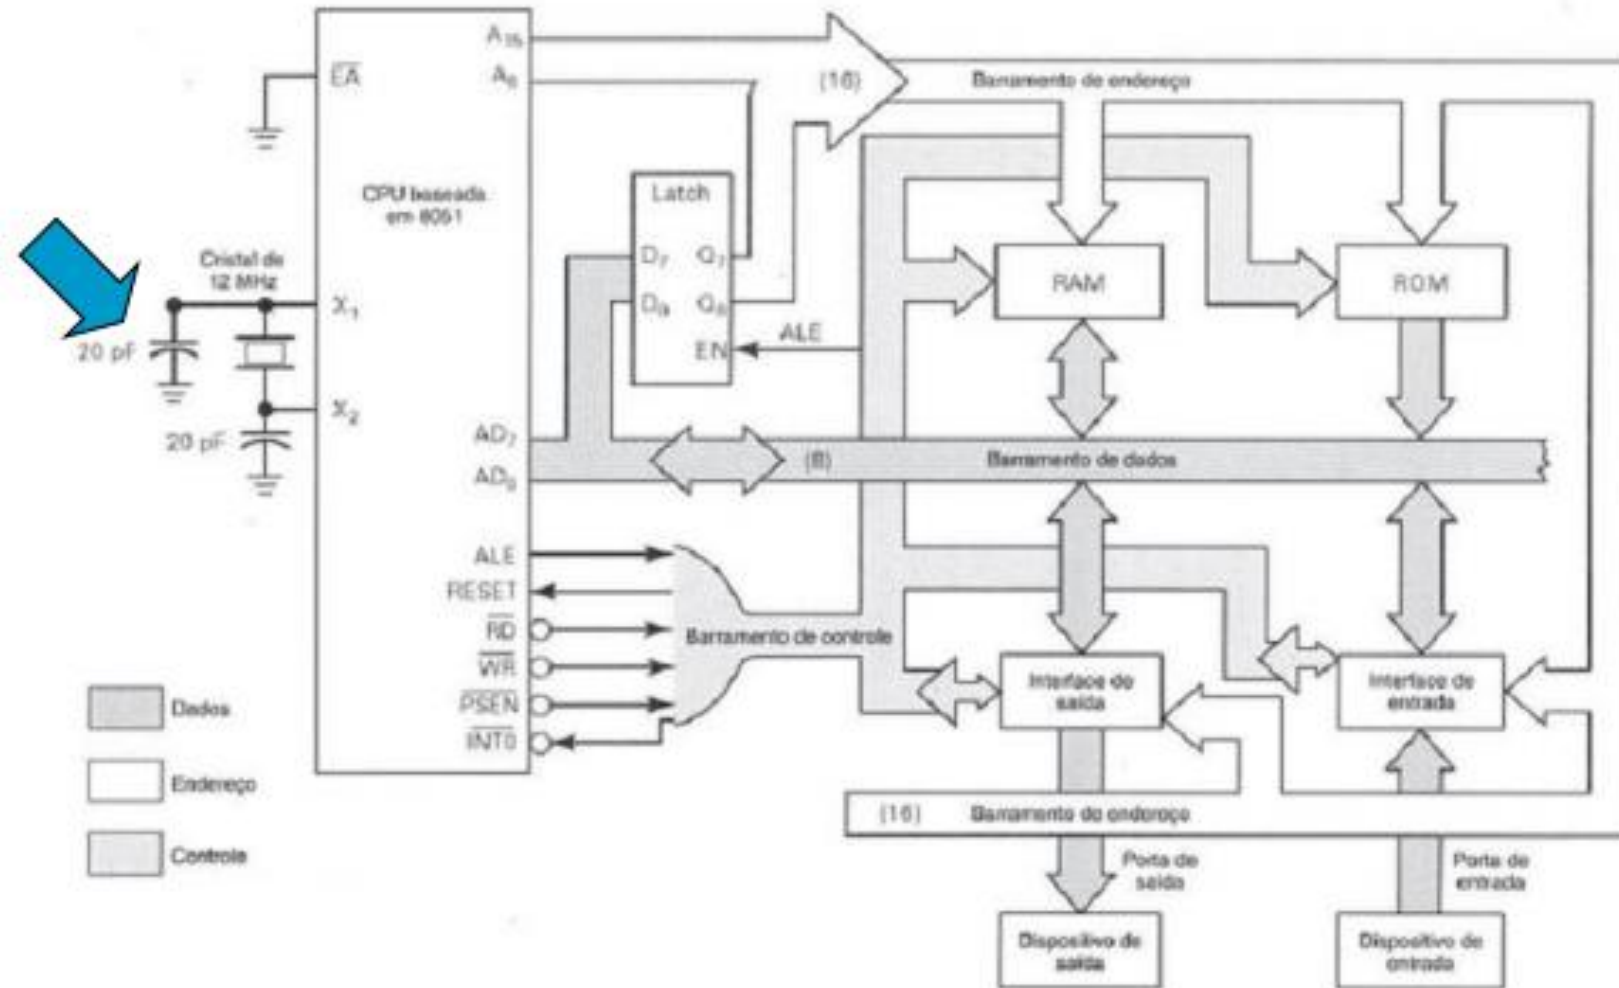 A15
EA
A8
(16)
Barramento de endereço
CPU baseada
em 8051
Latch
D7 Q7
D0 Q0
EN
ALE
RAM
ROM
Cristal de
12 MHz
X1
20 pF
X2
20 pF
AD7
AD0
(8)
Barramento de dados
ALE
RESET
RD
WR
PSEN
INT0
Barramento de controle
Interface de
saída
Interface de
entrada
Dados
Endereço
Controle
(16)
Barramento de endereço
Porta de
saída
Porta de
entrada
Dispositivo de
saída
Dispositivo de
entrada